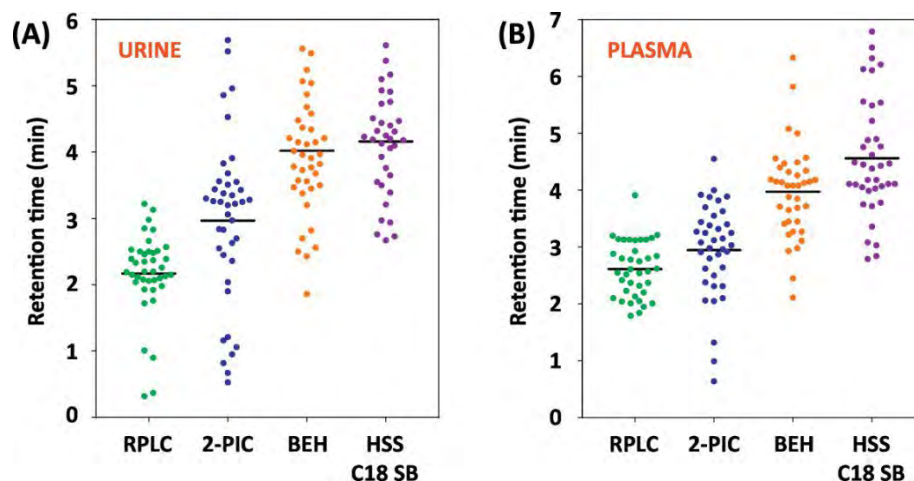 (A)
URINE
Retention time (min)
6
5
4
3
2
1
0
RPLC
2-PIC
BEH
HSS
C18 SB
(B)
PLASMA
Retention time (min)
7
6
5
4
3
2
1
0
RPLC
2-PIC
BEH
HSS
C18 SB